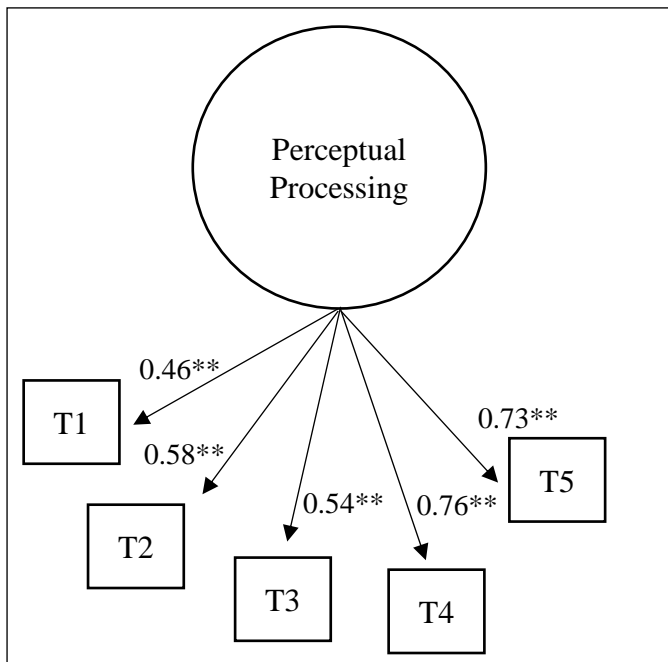 Perceptual
Processing
0.46**
T1
0.58**
T2
0.54**
T3
0.76**
T4
0.73**
T5